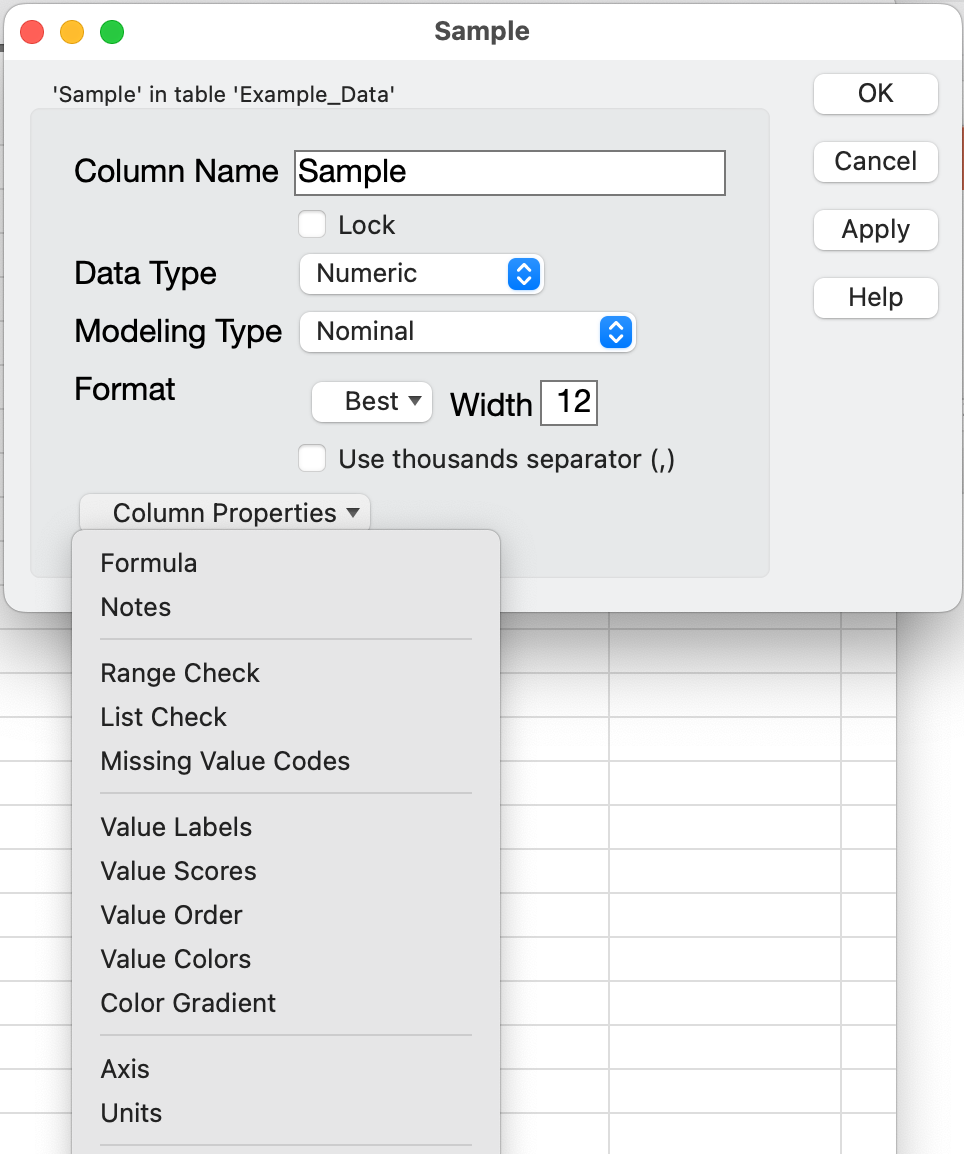 Sample
'Sample' in table 'Example_Data'
OK
Column Name Sample
Cancel
Lock
Apply
Data Type Numeric
Help
Modeling Type Nominal
Format Best Width 12
Use thousands separator (,)
Column Properties
Formula
Notes
Range Check
List Check
Missing Value Codes
Value Labels
Value Scores
Value Order
Value Colors
Color Gradient
Axis
Units